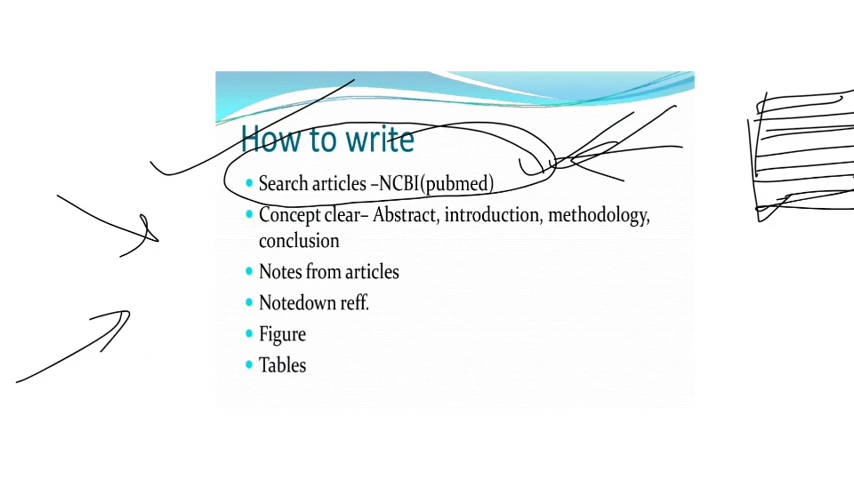 How to write
Search articles –NCBI(pubmed)
Concept clear– Abstract, introduction, methodology,
conclusion
Notes from articles
Notedown reff.
Figure
Tables